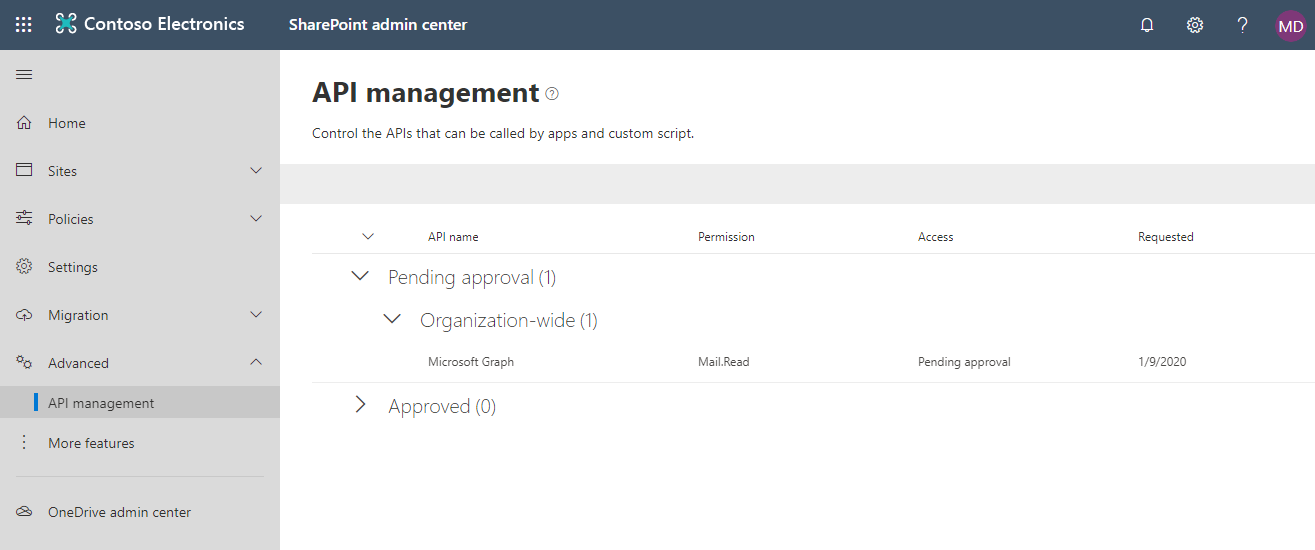 Contoso Electronics
SharePoint admin center
?
MD
Home
Sites
Policies
Settings
Migration
Advanced
API management
More features
OneDrive admin center
API management ?
Control the APIs that can be called by apps and custom script.
API name Permission Access Requested
Pending approval (1)
Organization-wide (1)
Microsoft Graph Mail.Read Pending approval 1/9/2020
Approved (0)